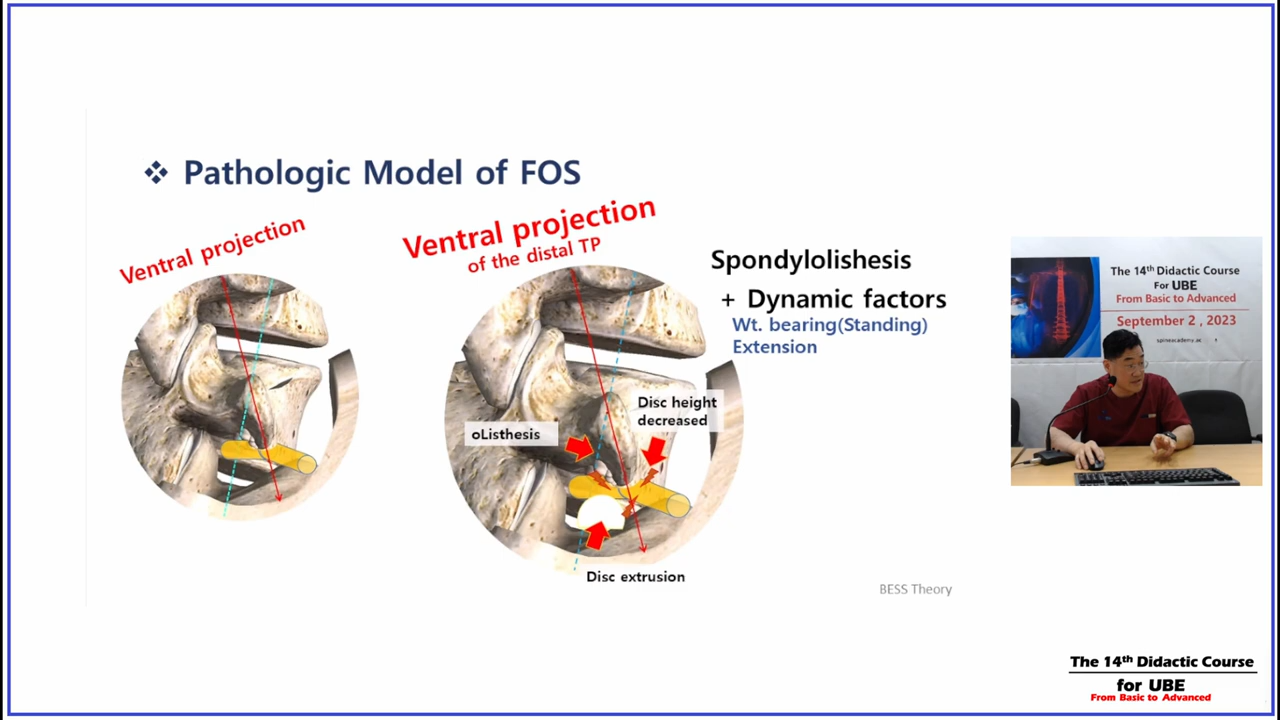 ❖ Pathologic Model of FOS
Ventral projection
Ventral projection
of the distal TP
Spondylolishesis
+ Dynamic factors
Wt. bearing(Standing)
Extension
oListhesis
Disc height
decreased
Disc extrusion
BESS Theory
The 14th Didactic Course
For UBE
From Basic to Advanced
September 2 , 2023
The 14th Didactic Course
for UBE
From Basic to Advanced